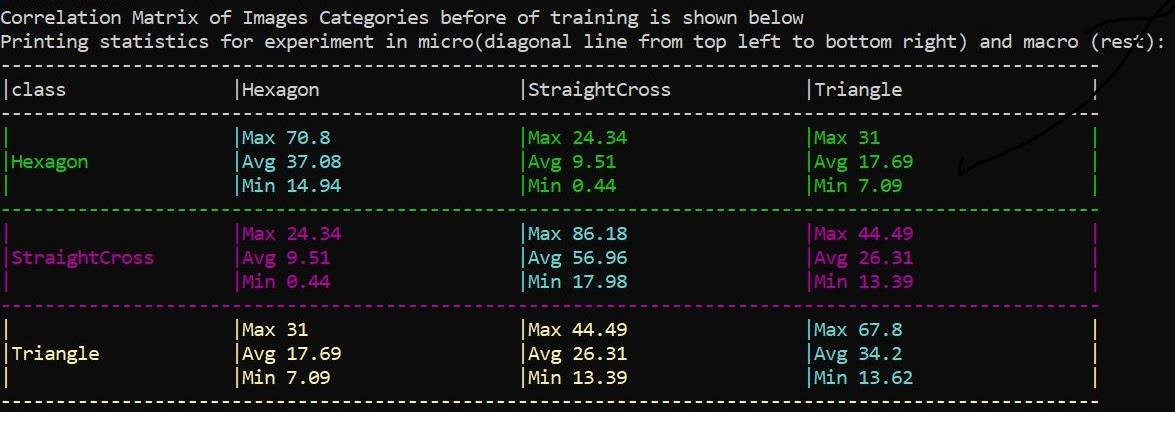 Correlation Matrix of Images Categories before of training is shown below
Printing statistics for experiment in micro(diagonal line from top left to bottom right) and macro (rest):
|class |Hexagon |StraightCross |Triangle |
| |Max 70.8 |Max 24.34 |Max 31 |
|Hexagon |Avg 37.08 |Avg 9.51 |Avg 17.69 |
| |Min 14.94 |Min 0.44 |Min 7.09 |
| |Max 24.34 |Max 86.18 |Max 44.49 |
|StraightCross |Avg 9.51 |Avg 56.96 |Avg 26.31 |
| |Min 0.44 |Min 17.98 |Min 13.39 |
| |Max 31 |Max 44.49 |Max 67.8 |
|Triangle |Avg 17.69 |Avg 26.31 |Avg 34.2 |
| |Min 7.09 |Min 13.39 |Min 13.62 |